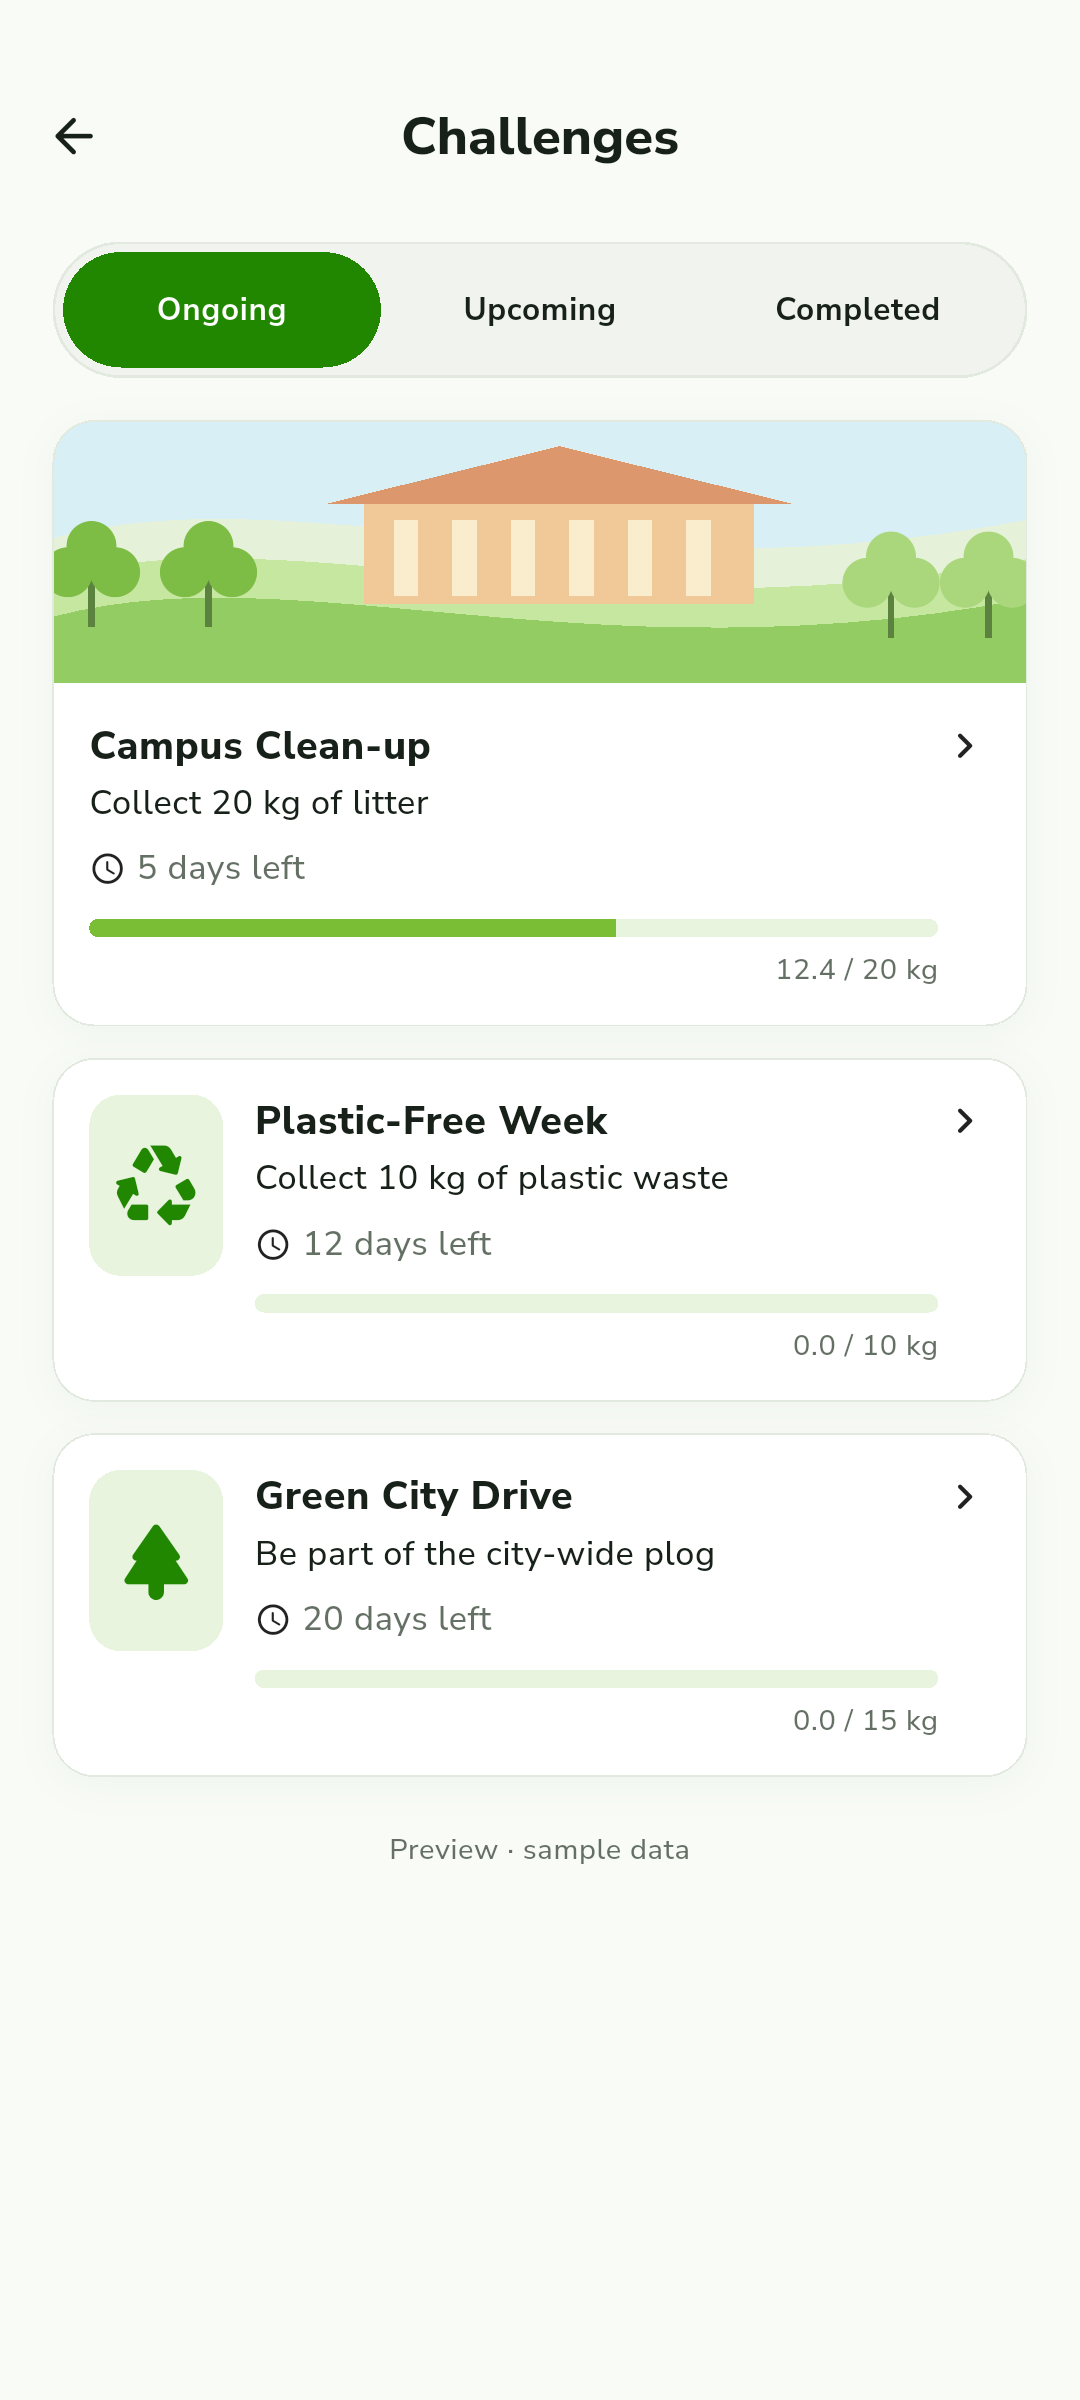 Challenges
Ongoing
Upcoming
Completed
Campus Clean-up
Collect 20 kg of litter
5 days left
12.4 / 20 kg
Plastic-Free Week
Collect 10 kg of plastic waste
12 days left
0.0 / 10 kg
Green City Drive
Be part of the city-wide plog
20 days left
0.0 / 15 kg
Preview · sample data